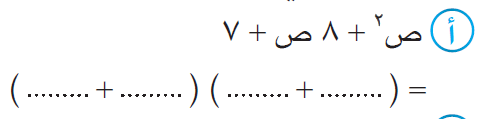 أ ص٢ + ٨ ص + ٧
= ( ......... + ......... ) ( ......... + ......... )